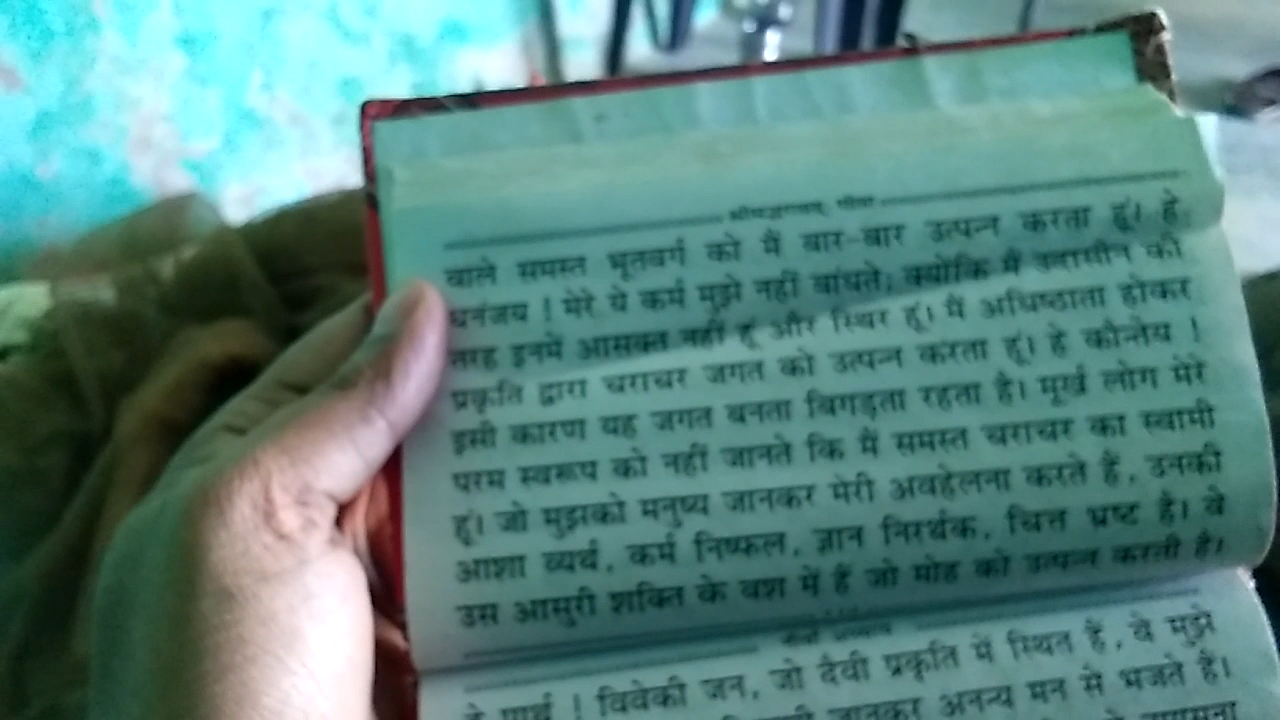 श्रीमद्भागवत् गीता
वाले समस्त भूतवर्ग को मैं बार-बार उत्पन्न करता हूं। हे
धनंजय ! मेरे ये कर्म मुझे नहीं बांधते; क्योकि मैं उदासीन की
तरह इनमें आसक्त नहीं हूं और स्थिर हूं। मैं अधिष्ठाता होकर
प्रकृति द्वारा चराचर जगत को उत्पन्न करता हूं। हे कौन्तेय !
इसी कारण यह जगत बनता बिगड़ता रहता है। मूर्ख लोग मेरे
परम स्वरूप को नहीं जानते कि मैं समस्त चराचर का स्वामी
हूं। जो मुझको मनुष्य जानकर मेरी अवहेलना करते हैं, उनकी
आशा व्यर्थ, कर्म निष्फल, ज्ञान निरर्थक, चित्त भ्रष्ट है। वे
उस आसुरी शक्ति के वश में हैं जो मोह को उत्पन्न करती है।
हे पार्थ ! विवेकी जन, जो दैवी प्रकृति में स्थित हैं, वे मुझे
जानकर अनन्य मन से भजते हैं।